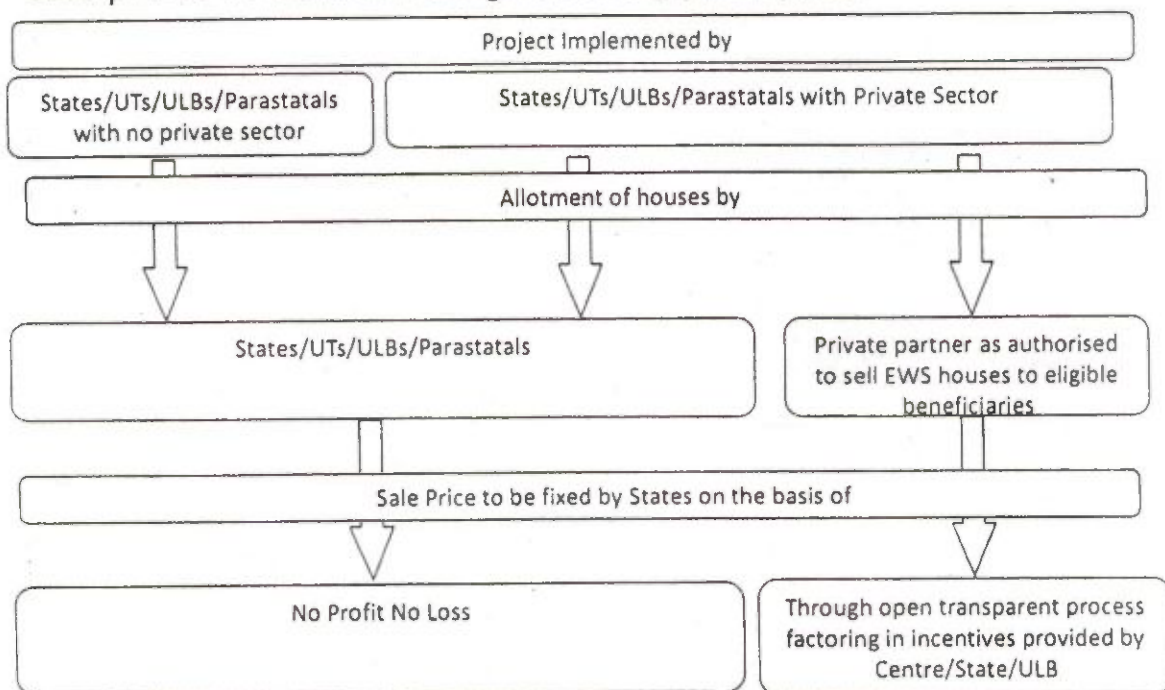 Project Implemented by
States/UTs/ULBs/Parastatals
with no private sector
States/UTs/ULBs/Parastatals with Private Sector
Allotment of houses by
States/UTs/ULBs/Parastatals
Private partner as authorised
to sell EWS houses to eligible
beneficiaries
Sale Price to be fixed by States on the basis of
No Profit No Loss
Through open transparent process
factoring in incentives provided by
Centre/State/ULB